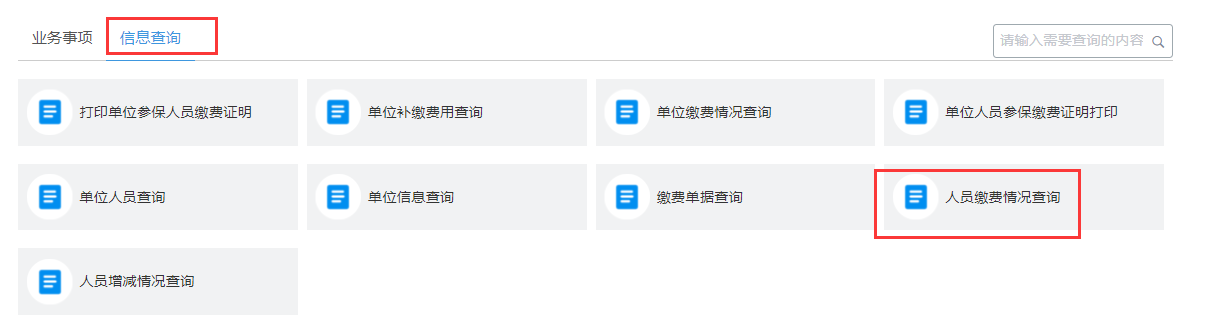 业务事项 信息查询 请输入需要查询的内容
打印单位参保人员缴费证明 单位补缴费用查询 单位缴费情况查询 单位人员参保缴费证明打印
单位人员查询 单位信息查询 缴费单据查询 人员缴费情况查询
人员增减情况查询